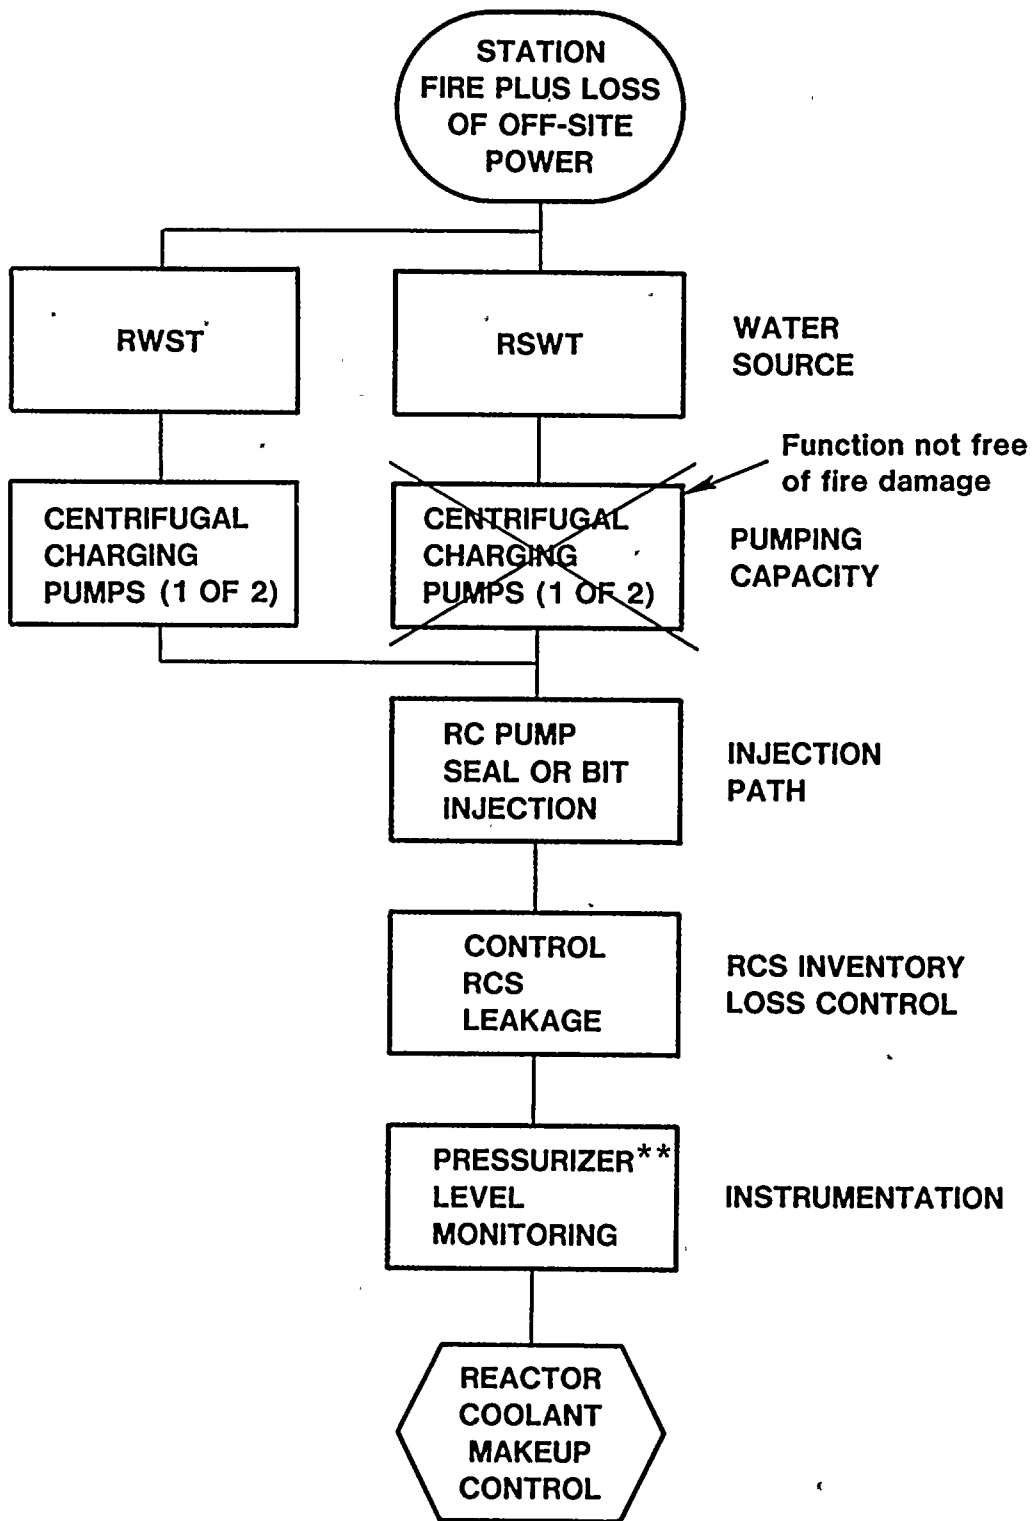 STATION
FIRE PLUS LOSS
OF OFF-SITE
POWER
RWST
RSWT
WATER
SOURCE
Function not free
of fire damage
CENTRIFUGAL
CHARGING
PUMPS (1 OF 2)
CENTRIFUGAL
CHARGING
PUMPS (1 OF 2)
PUMPING
CAPACITY
RC PUMP
SEAL OR BIT
INJECTION
INJECTION
PATH
CONTROL
RCS
LEAKAGE
RCS INVENTORY
LOSS CONTROL
PRESSURIZER**
LEVEL
MONITORING
INSTRUMENTATION
REACTOR
COOLANT
MAKEUP
CONTROL